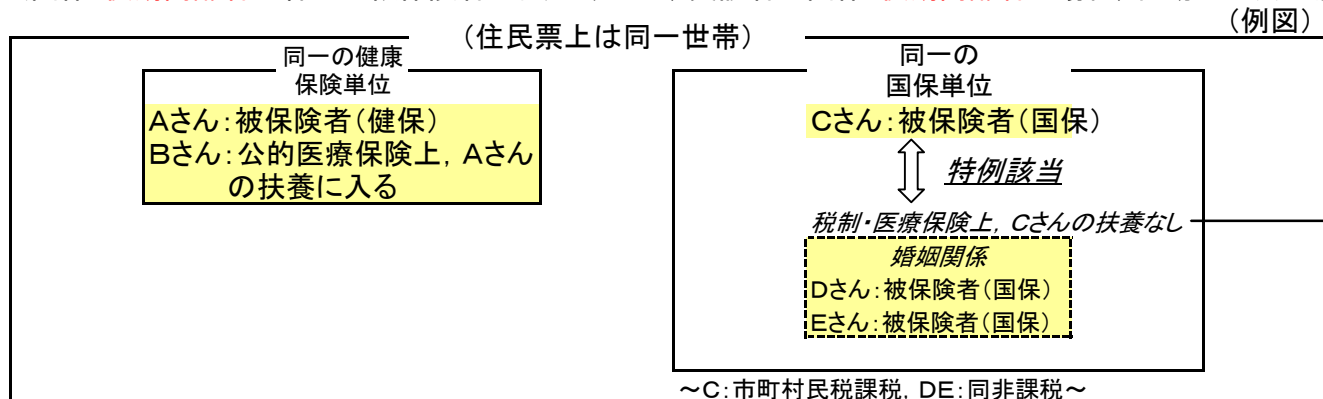 (例図)
(住民票上は同一世帯)
同一の健康
保険単位
Aさん:被保険者(健保)
Bさん:公的医療保険上,Aさん
の扶養に入る
同一の
国保単位
Cさん:被保険者(国保)
特例該当
税制・医療保険上,Cさんの扶養なし
婚姻関係
Dさん:被保険者(国保)
Eさん:被保険者(国保)
~C:市町村民税課税,DE:同非課税~